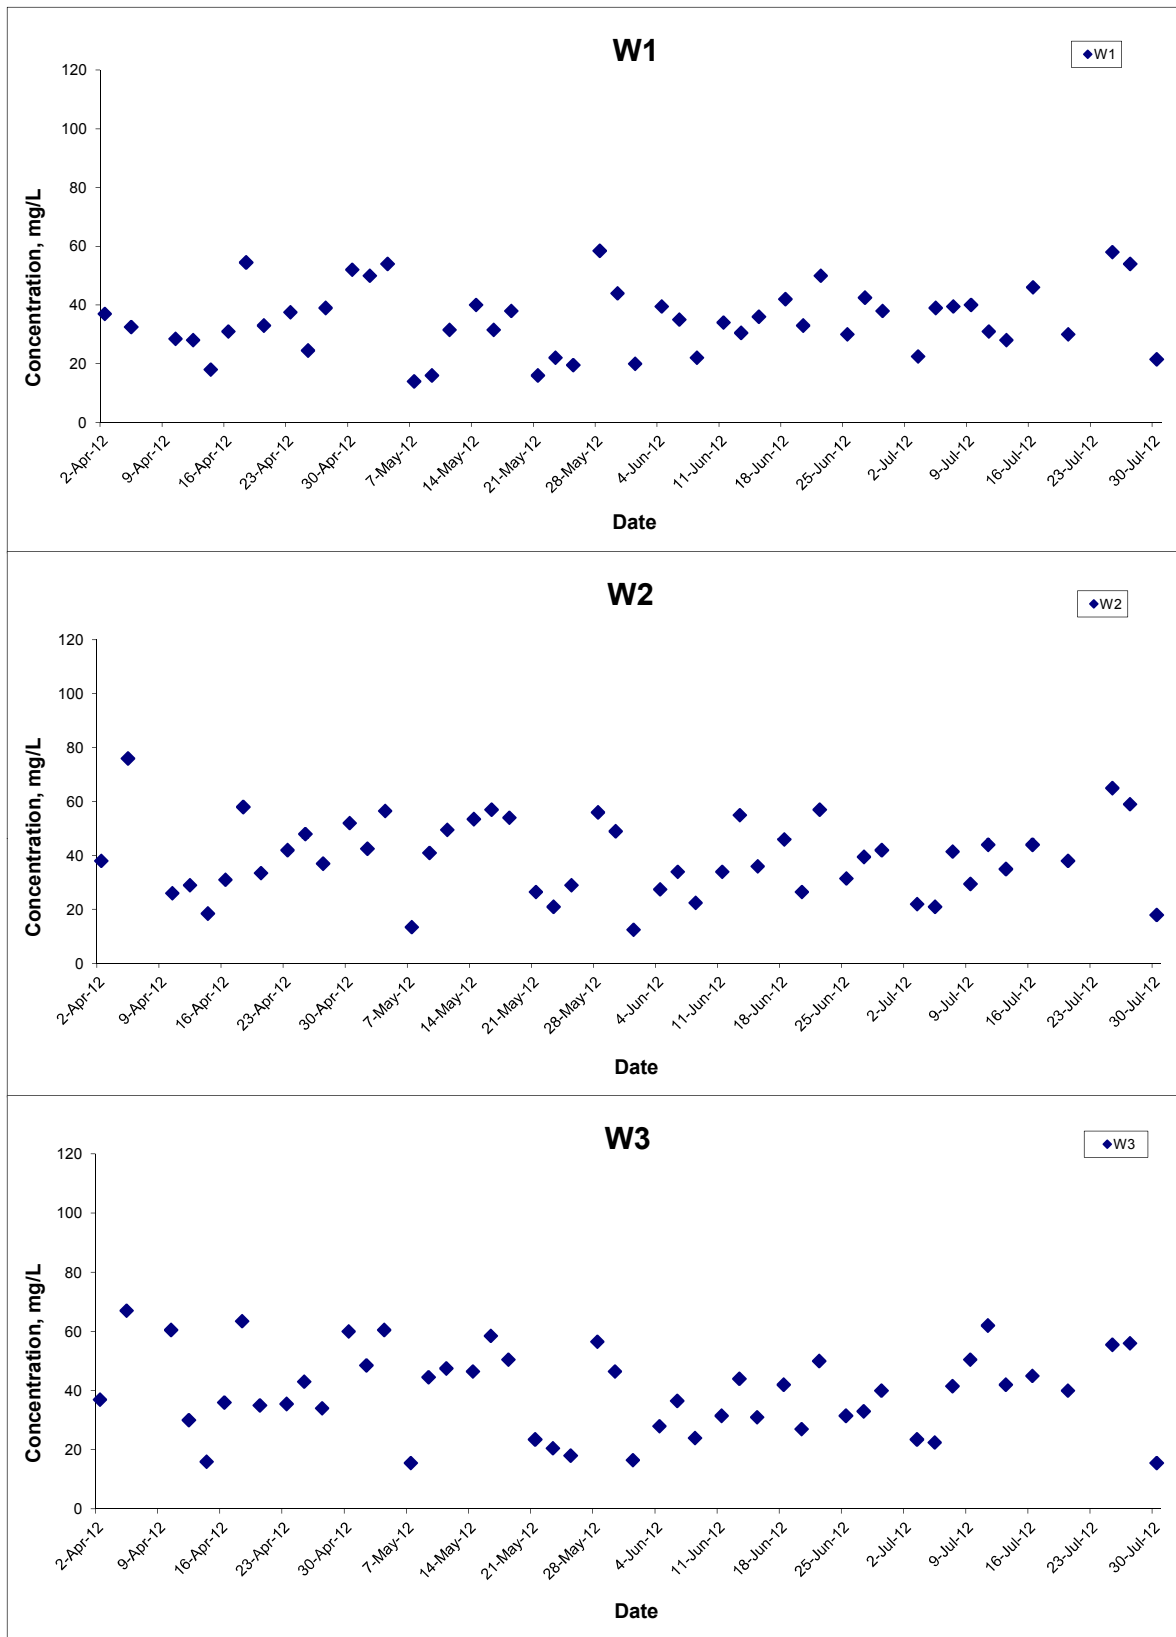 W1
W1
120
100
80
60
40
20
0
Concentration, mg/L
2-Apr-12
9-Apr-12
16-Apr-12
23-Apr-12
30-Apr-12
7-May-12
14-May-12
21-May-12
28-May-12
4-Jun-12
11-Jun-12
18-Jun-12
25-Jun-12
2-Jul-12
9-Jul-12
16-Jul-12
23-Jul-12
30-Jul-12
Date
W2
W2
120
100
80
60
40
20
0
Concentration, mg/L
2-Apr-12
9-Apr-12
16-Apr-12
23-Apr-12
30-Apr-12
7-May-12
14-May-12
21-May-12
28-May-12
4-Jun-12
11-Jun-12
18-Jun-12
25-Jun-12
2-Jul-12
9-Jul-12
16-Jul-12
23-Jul-12
30-Jul-12
Date
W3
W3
120
100
80
60
40
20
0
Concentration, mg/L
2-Apr-12
9-Apr-12
16-Apr-12
23-Apr-12
30-Apr-12
7-May-12
14-May-12
21-May-12
28-May-12
4-Jun-12
11-Jun-12
18-Jun-12
25-Jun-12
2-Jul-12
9-Jul-12
16-Jul-12
23-Jul-12
30-Jul-12
Date